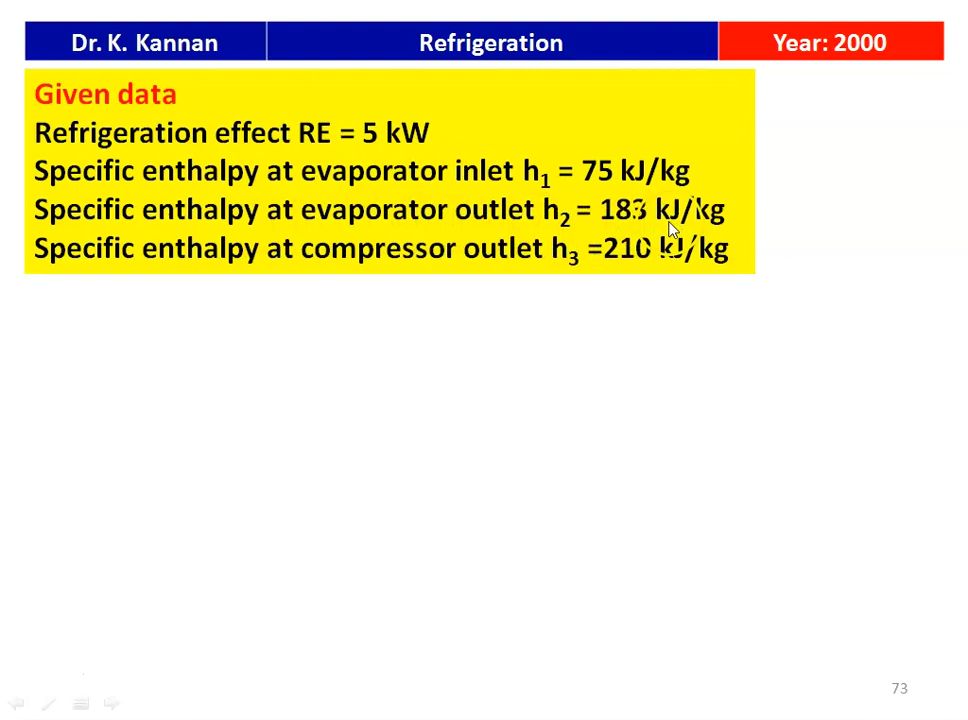 Dr. K. Kannan Refrigeration Year: 2000
Given data
Refrigeration effect RE = 5 kW
Specific enthalpy at evaporator inlet h₁ = 75 kJ/kg
Specific enthalpy at evaporator outlet h₂ = 183 kJ/kg
Specific enthalpy at compressor outlet h₃ =210 kJ/kg
73